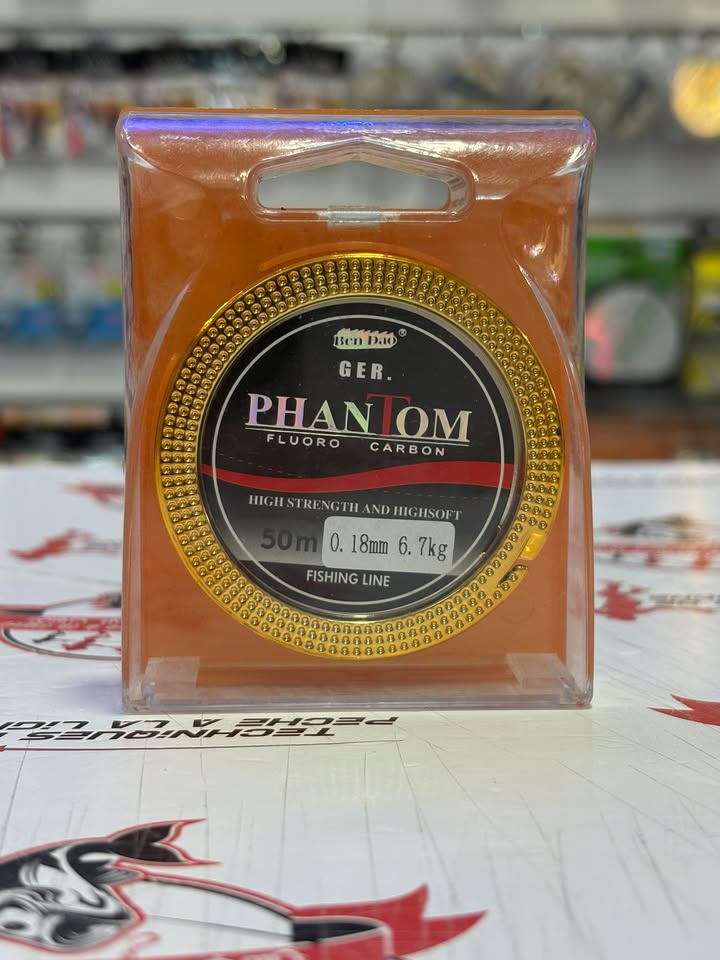 Ben Dao®
GER.
PHANTOM
FLUORO CARBON
HIGH STRENGTH AND HIGHSOFT
50m 0.18mm 6.7kg
FISHING LINE
TECHNIQUES
PECHE A LA LIG